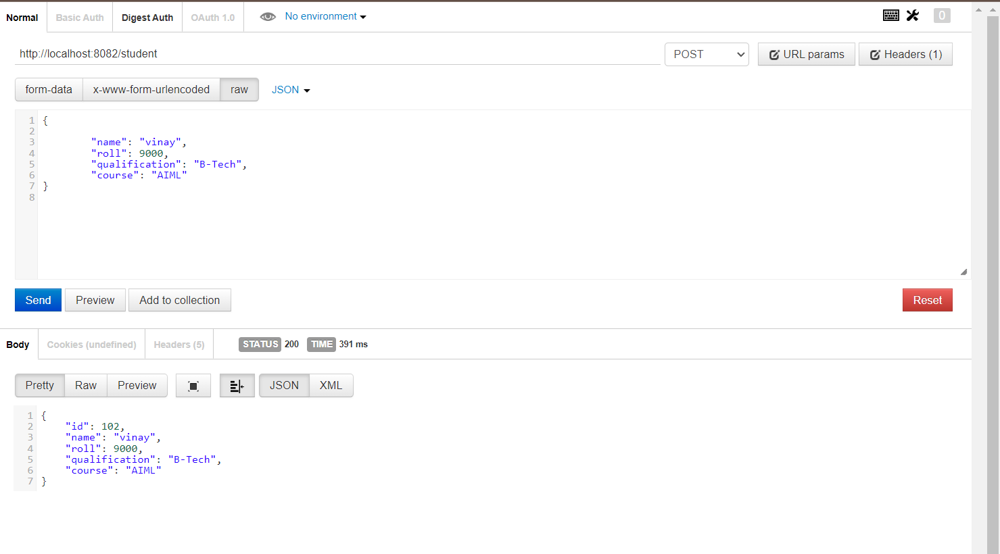 Normal Basic Auth Digest Auth OAuth 1.0 No environment 0
http://localhost:8082/student POST URL params Headers (1)
form-data x-www-form-urlencoded raw JSON
1 {
2
3 "name": "vinay",
4 "roll": 9000,
5 "qualification": "B-Tech",
6 "course": "AIML"
7 }
8
Send Preview Add to collection Reset
Body Cookies (undefined) Headers (5) STATUS 200 TIME 391 ms
Pretty Raw Preview JSON XML
1 {
2 "id": 102,
3 "name": "vinay",
4 "roll": 9000,
5 "qualification": "B-Tech",
6 "course": "AIML"
7 }